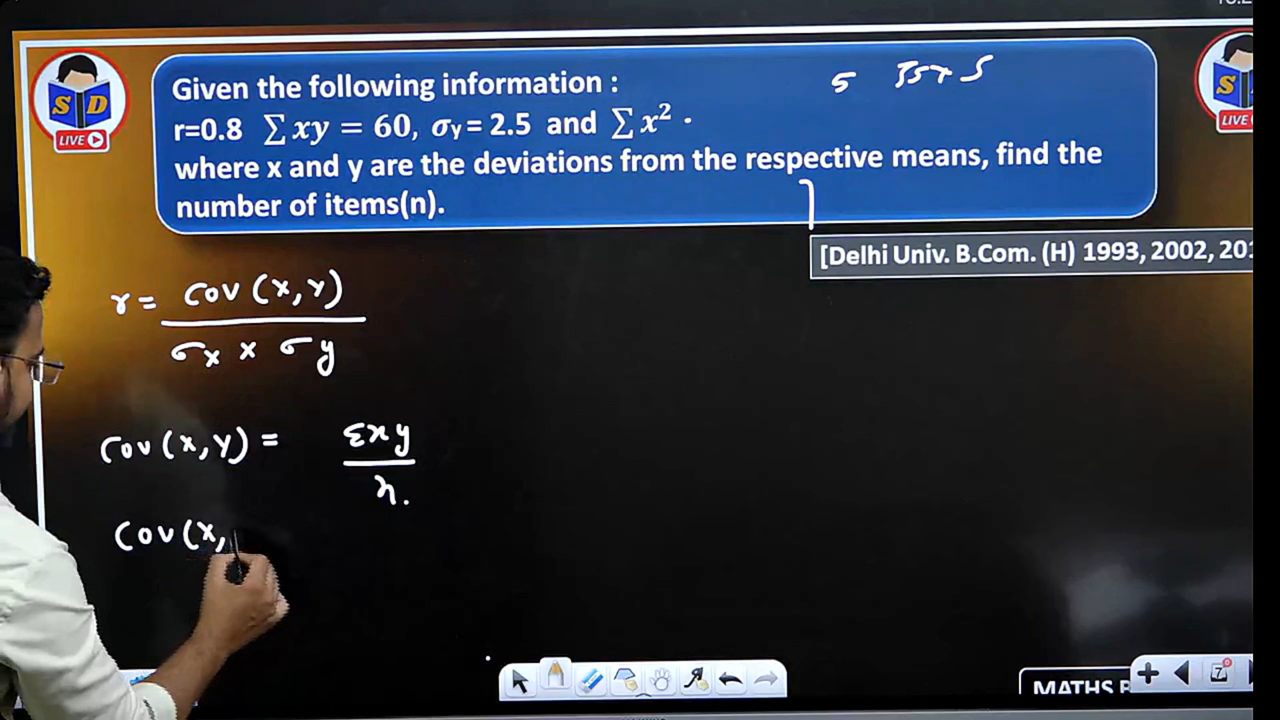 S D
LIVE
Given the following information :
r=0.8 ∑xy = 60, σy = 2.5 and ∑x² .
where x and y are the deviations from the respective means, find the
number of items(n).
[Delhi Univ. B.Com. (H) 1993, 2002,
r = Cov (x, y)
σx × σy
Cov (x, y) = Σxy
n.
Cov (x,
S
LIVE
7
MATHS